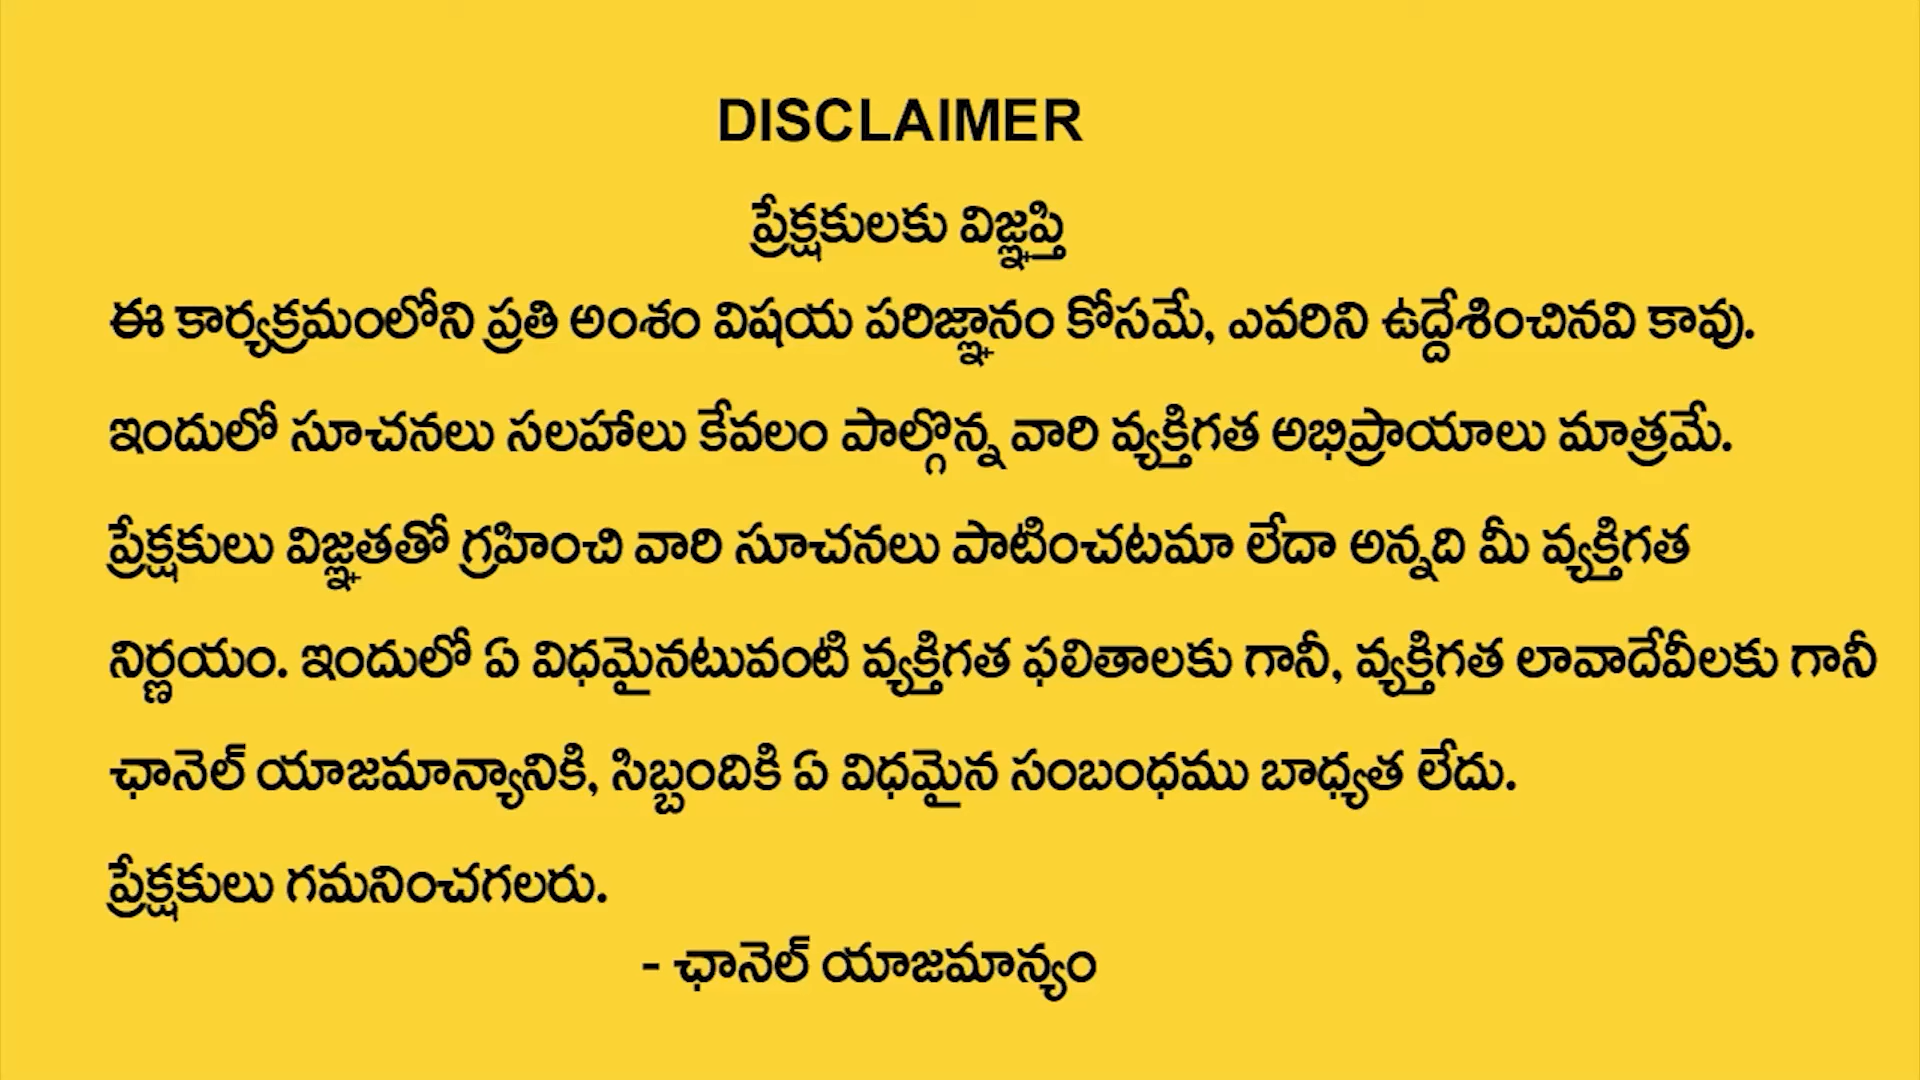 DISCLAIMER
ప్రేక్షకులకు విజ్ఞప్తి
ఈ కార్యక్రమంలోని ప్రతి అంశం విషయ పరిజ్ఞానం కోసమే, ఎవరిని ఉద్దేశించినవి కావు.
ఇందులో సూచనలు సలహాలు కేవలం పాల్గొన్న వారి వ్యక్తిగత అభిప్రాయాలు మాత్రమే.
ప్రేక్షకులు విజ్ఞతతో గ్రహించి వారి సూచనలు పాటించటమా లేదా అన్నది మీ వ్యక్తిగత
నిర్ణయం. ఇందులో ఏ విధమైనటువంటి వ్యక్తిగత ఫలితాలకు గానీ, వ్యక్తిగత లావాదేవీలకు గానీ
ఛానెల్ యాజమాన్యానికి, సిబ్బందికి ఏ విధమైన సంబంధము బాధ్యత లేదు.
ప్రేక్షకులు గమనించగలరు.
- ఛానెల్ యాజమాన్యం